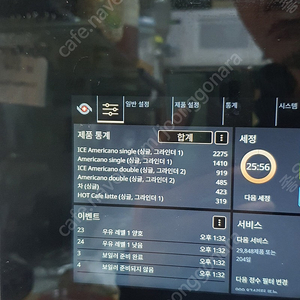 일반 설정 제품 설정 통계 시스템
제품 통계 합계
ICE Americano single (싱글, 그라인더 1) 2275
Americano single (싱글, 그라인더 1) 1410
ICE Americano double (싱글, 그라인더 2) 919
Americano double (싱글, 그라인더 2) 485
차 (싱글) 423
HOT Cafe latte (싱글, 그라인더 1) 319
세정
25:56
다음 세정
이벤트
23 우유 레벨 1 양호 오후 1:32
24 우유 레벨 1 낮음 오후 1:32
3 보일러 준비 완료 오후 1:32
4 보일러 준비되지 않음 오후 1:32
서비스
다음 서비스
29,848제품 또는
204일
다음 정수 필터 변경